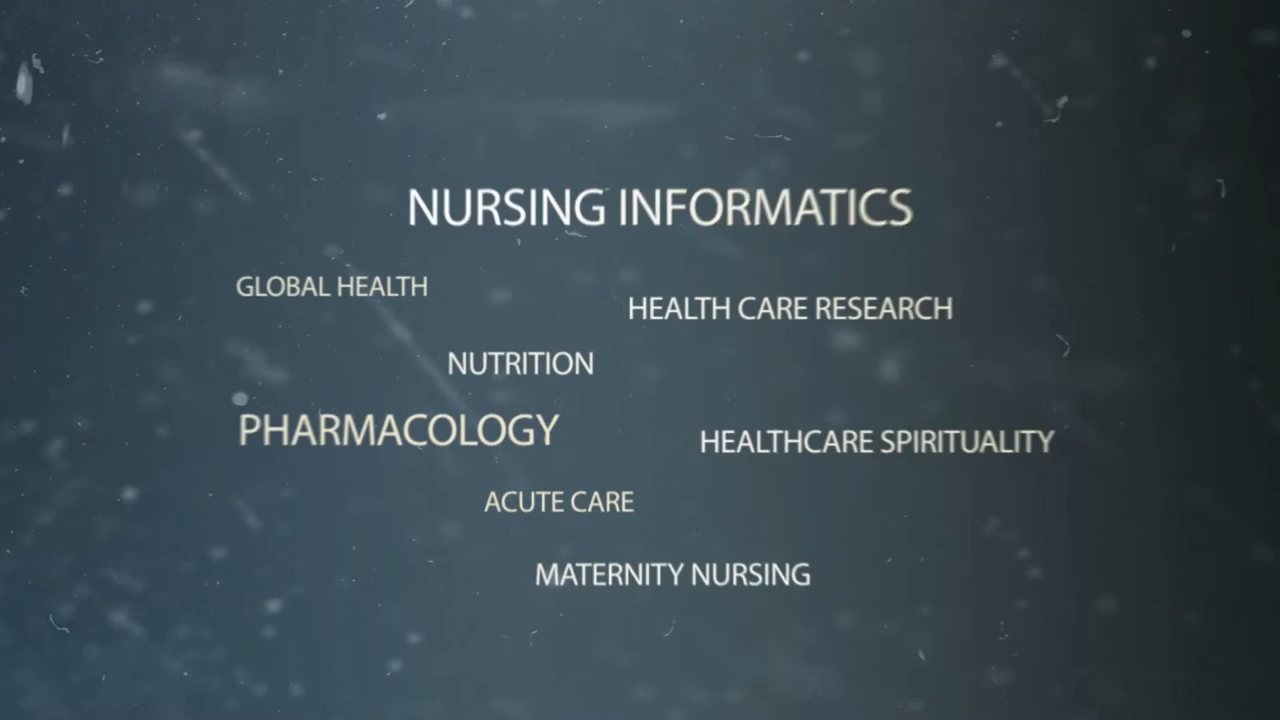 NURSING INFORMATICS
GLOBAL HEALTH
HEALTH CARE RESEARCH
NUTRITION
PHARMACOLOGY
HEALTHCARE SPIRITUALITY
ACUTE CARE
MATERNITY NURSING